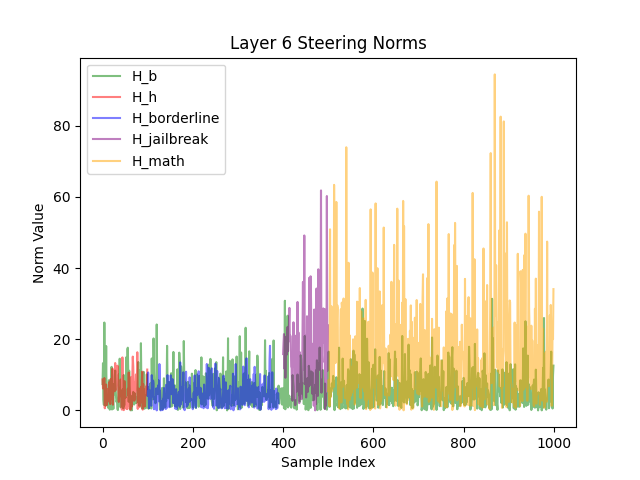 Layer 6 Steering Norms
H_b
H_h
H_borderline
H_jailbreak
H_math
Norm Value
80
60
40
20
0
0 200 400 600 800 1000
Sample Index